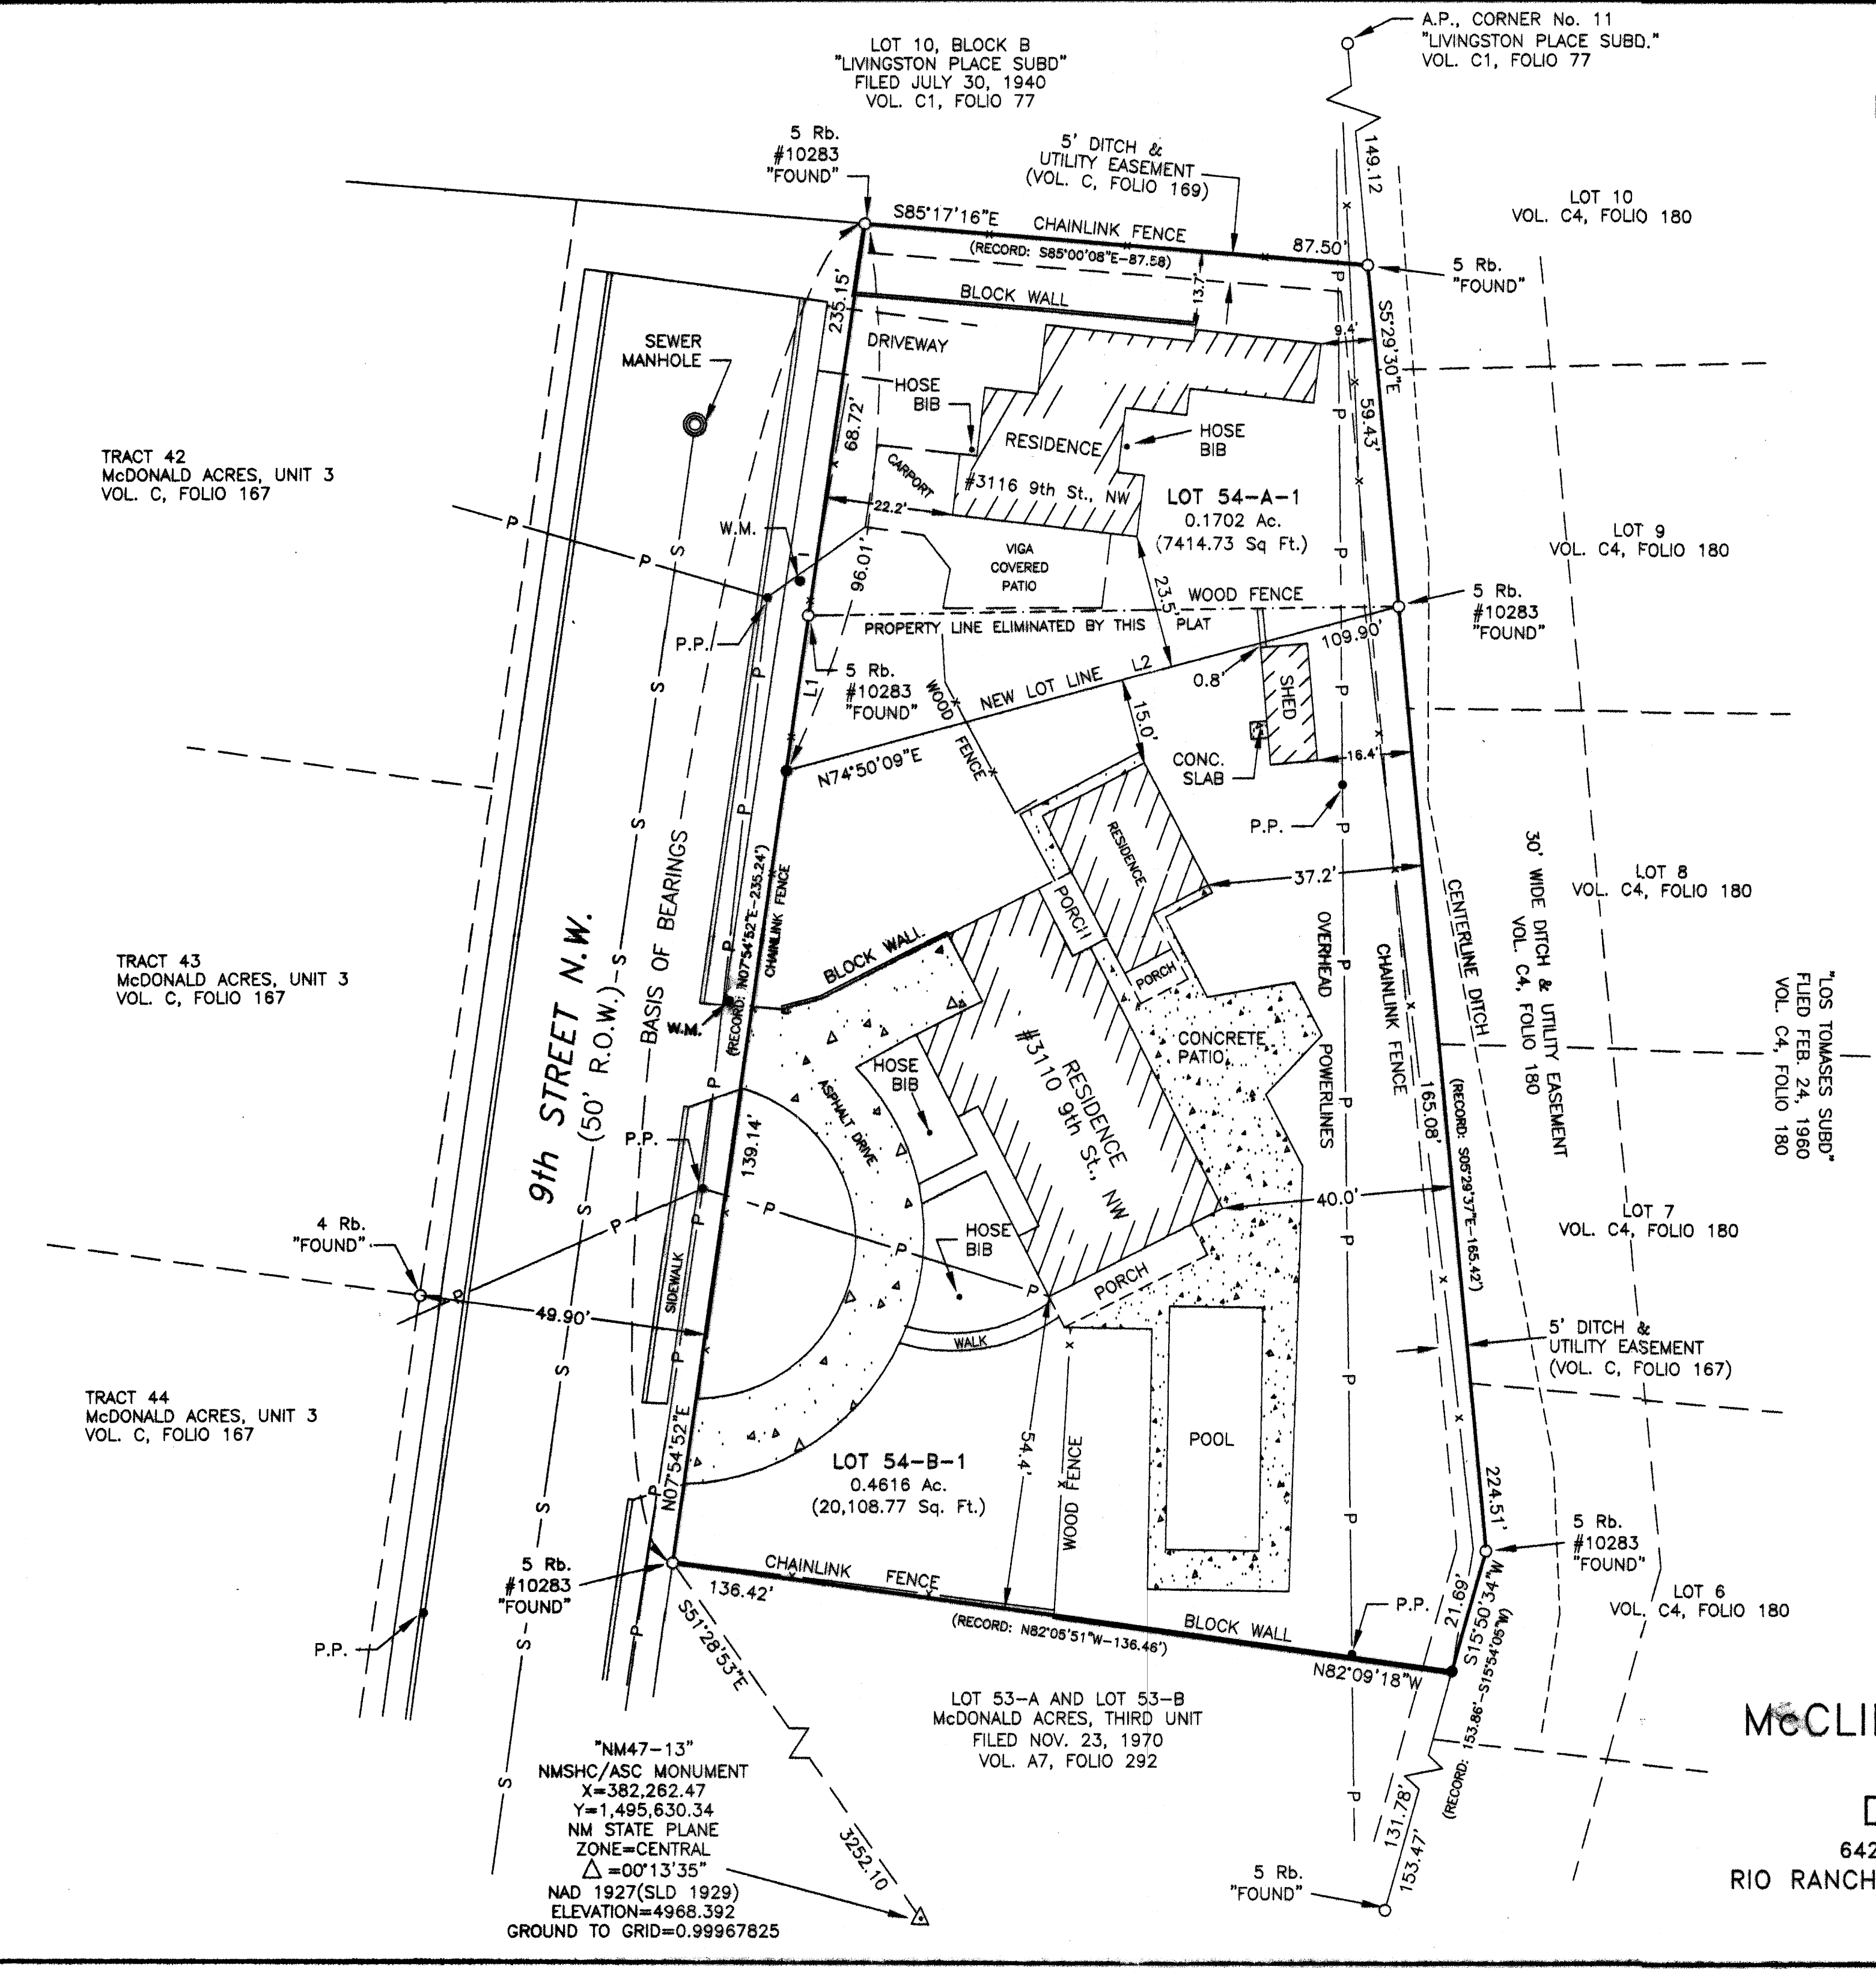 A.P., CORNER No. 11
"LIVINGSTON PLACE SUBD."
VOL. C1, FOLIO 77
LOT 10, BLOCK B
"LIVINGSTON PLACE SUBD"
FILED JULY 30, 1940
VOL. C1, FOLIO 77
5 Rb.
#10283
"FOUND"
5' DITCH &
UTILITY EASEMENT
(VOL. C, FOLIO 169)
149.12
LOT 10
VOL. C4, FOLIO 180
S85°17'16"E
CHAINLINK FENCE
87.50'
(RECORD: S85°00'08"E-87.58)
5 Rb.
"FOUND"
235.15'
BLOCK WALL
13.7'
S5°29'30"E
9.4'
DRIVEWAY
SEWER
MANHOLE
HOSE
BIB
68.72'
59.43'
RESIDENCE
#3116 9th St., NW
HOSE
BIB
CARPORT
22.2'
LOT 54-A-1
0.1702 Ac.
(7414.73 Sq Ft.)
TRACT 42
McDONALD ACRES, UNIT 3
VOL. C, FOLIO 167
P
P
S
W.M.
96.01'
VIGA
COVERED
PATIO
23.5'
LOT 9
VOL. C4, FOLIO 180
WOOD FENCE
PROPERTY LINE ELIMINATED BY THIS PLAT
5 Rb.
#10283
"FOUND"
109.90'
P.P.
L1
5 Rb.
#10283
"FOUND"
WOOD FENCE
NEW LOT LINE
L2
0.8'
SHED
15.0'
N74°50'09"E
CONC.
SLAB
16.4'
P.P.
RESIDENCE
37.2'
LOT 8
VOL. C4, FOLIO 180
30' WIDE DITCH & UTILITY EASEMENT
VOL. C4, FOLIO 180
CENTERLINE DITCH
CHAINLINK FENCE
OVERHEAD POWERLINES
PORCH
PORCH
BLOCK WALL
9th STREET N.W.
(50' R.O.W.)
BASIS OF BEARINGS
(RECORD: N07°54'52"E-235.24')
CHAINLINK FENCE
TRACT 43
McDONALD ACRES, UNIT 3
VOL. C, FOLIO 167
W.M.
"LOS TOMASES SUBD"
FLIED FEB. 24, 1960
VOL. C4, FOLIO 180
CONCRETE
PATIO
RESIDENCE
#3110 9th St., NW
HOSE
BIB
ASPHALT DRIVE
165.08'
(RECORD: S05°29'37"E-165.42')
P.P.
139.14'
40.0'
LOT 7
VOL. C4, FOLIO 180
4 Rb.
"FOUND"
HOSE
BIB
PORCH
49.90'
SIDEWALK
WALK
5' DITCH &
UTILITY EASEMENT
(VOL. C, FOLIO 167)
TRACT 44
McDONALD ACRES, UNIT 3
VOL. C, FOLIO 167
N07°54'52"E
LOT 54-B-1
0.4616 Ac.
(20,108.77 Sq. Ft.)
54.4'
WOOD FENCE
POOL
224.51'
5 Rb.
#10283
"FOUND"
5 Rb.
#10283
"FOUND"
CHAINLINK FENCE
136.42'
(RECORD: N82°05'51"W-136.46')
BLOCK WALL
P.P.
N82°09'18"W
21.69'
S15°50'34"W
(RECORD: 153.86'-S15°54'05"W)
LOT 6
VOL. C4, FOLIO 180
P.P.
S51°28'53"E
3252.10
LOT 53-A AND LOT 53-B
McDONALD ACRES, THIRD UNIT
FILED NOV. 23, 1970
VOL. A7, FOLIO 292
"NM47-13"
NMSHC/ASC MONUMENT
X=382,262.47
Y=1,495,630.34
NM STATE PLANE
ZONE=CENTRAL
△ =00°13'35"
NAD 1927(SLD 1929)
ELEVATION=4968.392
GROUND TO GRID=0.99967825
131.78'
153.47'
5 Rb.
"FOUND"
McCLI
D
642
RIO RANCH